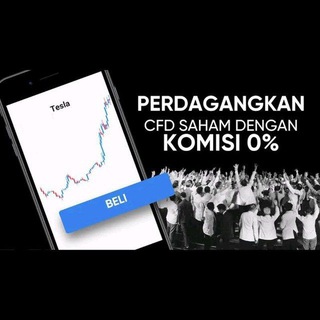 Tesla
BELI
PERDAGANGKAN
CFD SAHAM DENGAN
KOMISI 0%